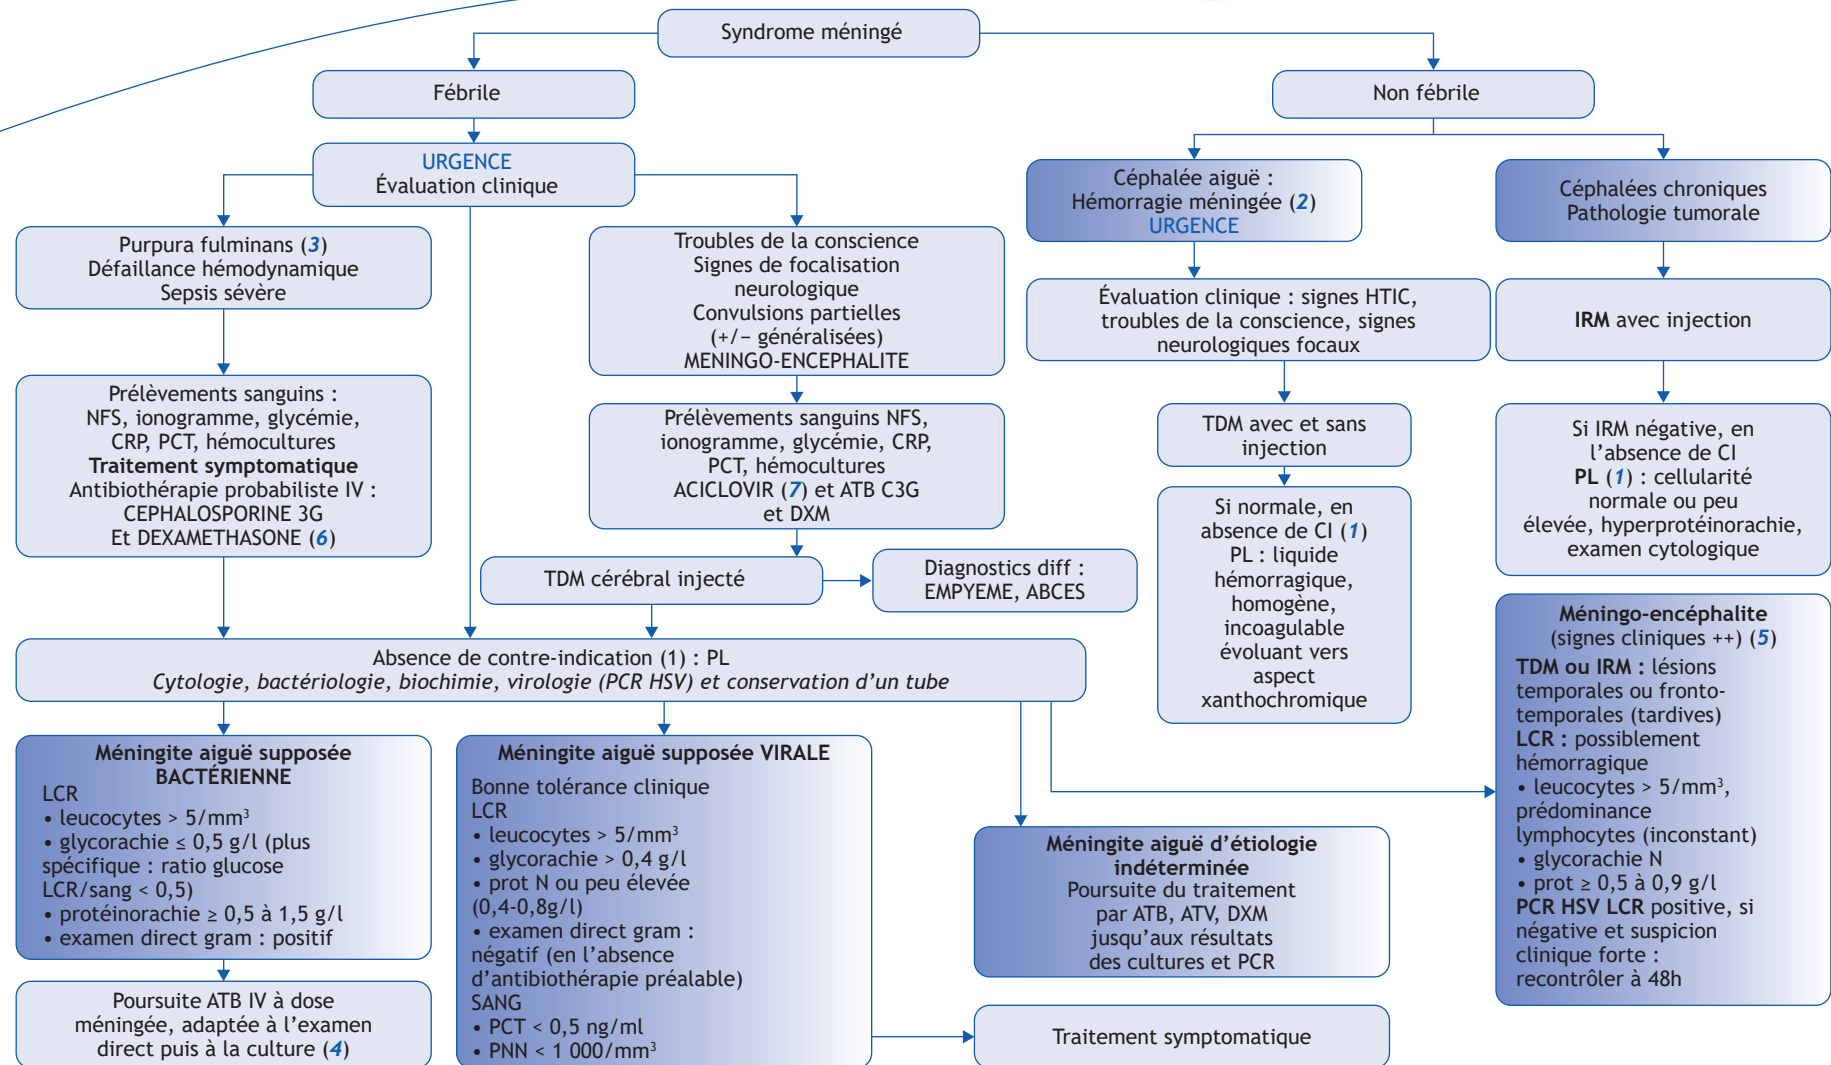 Syndrome méningé
Fébrile
Non fébrile
URGENCE
Évaluation clinique
Céphalée aiguë :
Hémorragie méningée (2)
URGENCE
Céphalées chroniques
Pathologie tumorale
Purpura fulminans (3)
Défaillance hémodynamique
Sepsis sévère
Troubles de la conscience
Signes de focalisation
neurologique
Convulsions partielles
(+/− généralisées)
MENINGO-ENCEPHALITE
Évaluation clinique : signes HTIC,
troubles de la conscience, signes
neurologiques focaux
IRM avec injection
Prélèvements sanguins :
NFS, ionogramme, glycémie,
CRP, PCT, hémocultures
Traitement symptomatique
Antibiothérapie probabiliste IV :
CEPHALOSPORINE 3G
Et DEXAMETHASONE (6)
Prélèvements sanguins NFS,
ionogramme, glycémie, CRP,
PCT, hémocultures
ACICLOVIR (7) et ATB C3G
et DXM
TDM avec et sans
injection
Si IRM négative, en
l'absence de CI
PL (1) : cellularité
normale ou peu
élevée, hyperprotéinorachie,
examen cytologique
TDM cérébral injecté
Diagnostics diff :
EMPYEME, ABCES
Si normale, en
absence de CI (1)
PL : liquide
hémorragique,
homogène,
incoagulable
évoluant vers
aspect
xanthochromique
Absence de contre-indication (1) : PL
Cytologie, bactériologie, biochimie, virologie (PCR HSV) et conservation d'un tube
Méningo-encéphalite
(signes cliniques ++) (5)
TDM ou IRM : lésions
temporales ou fronto-
temporales (tardives)
LCR : possiblement
hémorragique
• leucocytes > 5/mm³,
prédominance
lymphocytes (inconstant)
• glycorachie N
• prot ≥ 0,5 à 0,9 g/l
PCR HSV LCR positive, si
négative et suspicion
clinique forte :
recontrôler à 48h
Méningite aiguë supposée
BACTÉRIENNE
LCR
• leucocytes > 5/mm³
• glycorachie ≤ 0,5 g/l (plus
spécifique : ratio glucose
LCR/sang < 0,5)
• protéinorachie ≥ 0,5 à 1,5 g/l
• examen direct gram : positif
Méningite aiguë supposée VIRALE
Bonne tolérance clinique
LCR
• leucocytes > 5/mm³
• glycorachie > 0,4 g/l
• prot N ou peu élevée
(0,4-0,8g/l)
• examen direct gram :
négatif (en l'absence
d'antibiothérapie préalable)
SANG
• PCT < 0,5 ng/ml
• PNN < 1 000/mm³
Méningite aiguë d'étiologie
indéterminée
Poursuite du traitement
par ATB, ATV, DXM
jusqu'aux résultats
des cultures et PCR
Poursuite ATB IV à dose
méningée, adaptée à l'examen
direct puis à la culture (4)
Traitement symptomatique